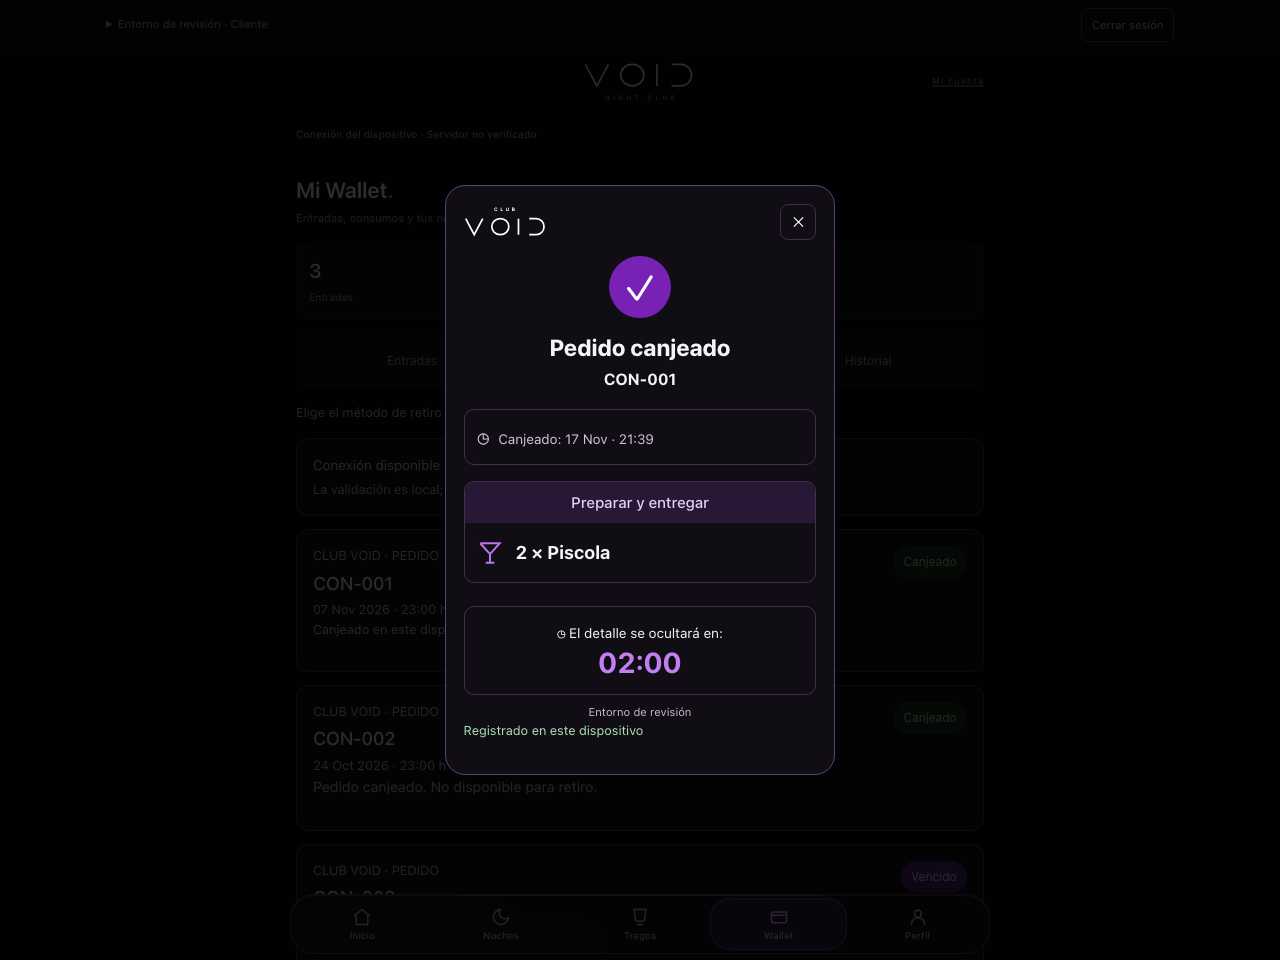 Entorno de revisión · Cliente
Cerrar sesión
VOID
NIGHT CLUB
Mi cuenta
Conexión del dispositivo · Servidor no verificado
Mi Wallet.
Entradas, consumos y tus
3
Entradas
Entradas
Historial
Elige el método de retiro
Conexión disponible
La validación es local;
CLUB VOID · PEDIDO
Canjeado
CON-001
07 Nov 2026 · 23:00 h
Canjeado en este
CLUB VOID · PEDIDO
Canjeado
CON-002
24 Oct 2026 · 23:00 h
Pedido canjeado. No disponible para retiro.
CLUB VOID · PEDIDO
Vencido
CLUB
VOID
Pedido canjeado
CON-001
Canjeado: 17 Nov · 21:39
Preparar y entregar
2 × Piscola
El detalle se ocultará en:
02:00
Entorno de revisión
Registrado en este dispositivo
Inicio
Noches
Tragos
Wallet
Perfil